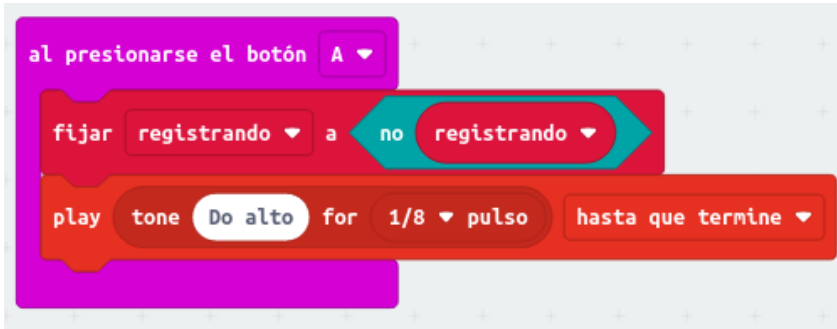 al presionarse el botón A
fijar registrando a no registrando
play tone Do alto for 1/8 pulso hasta que termine